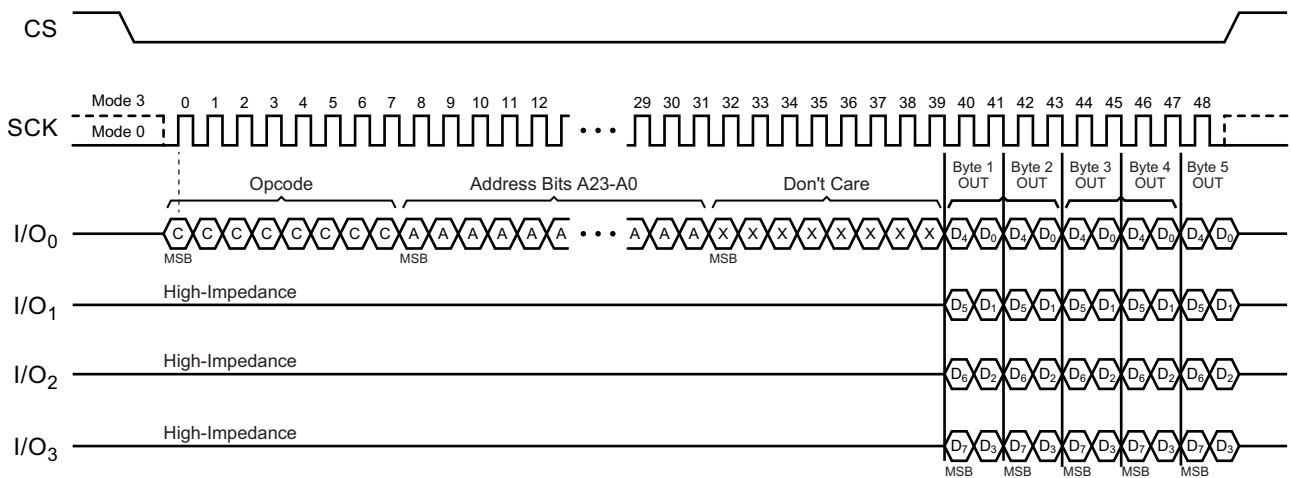 CS
Mode 3
0 1 2 3 4 5 6 7 8 9 10 11 12 29 30 31 32 33 34 35 36 37 38 39 40 41 42 43 44 45 46 47 48
SCK
Mode 0
• • •
Opcode Address Bits A23-A0 Don't Care Byte 1 OUT Byte 2 OUT Byte 3 OUT Byte 4 OUT Byte 5 OUT
I/O₀ C C C C C C C C A A A A A A • • • A A A X X X X X X X X D₄ D₀ D₄ D₀ D₄ D₀ D₄ D₀ D₄ D₀
MSB MSB MSB
High-Impedance
I/O₁ D₅ D₁ D₅ D₁ D₅ D₁ D₅ D₁ D₅ D₁
High-Impedance
I/O₂ D₆ D₂ D₆ D₂ D₆ D₂ D₆ D₂ D₆ D₂
High-Impedance
I/O₃ D₇ D₃ D₇ D₃ D₇ D₃ D₇ D₃ D₇ D₃
MSB MSB MSB MSB MSB